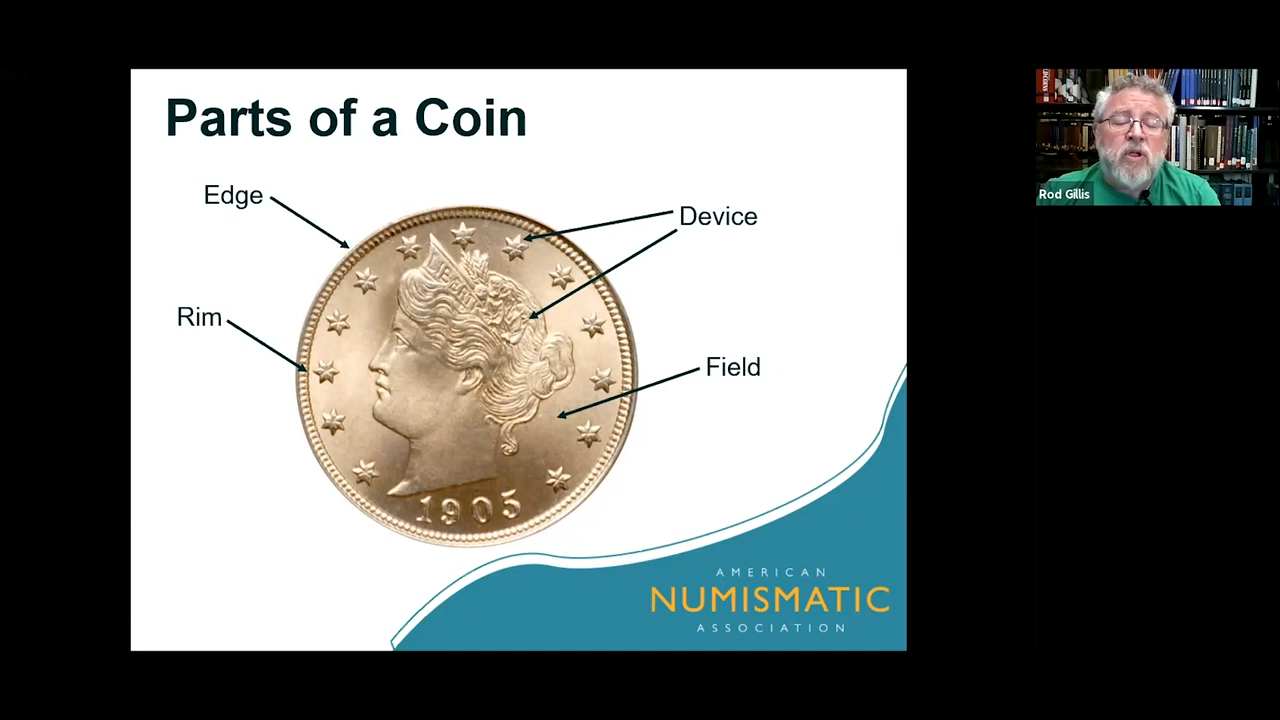 Parts of a Coin
Edge
Device
Rim
Field
LIBERTY
1905
AMERICAN
NUMISMATIC
ASSOCIATION
Rod Gillis